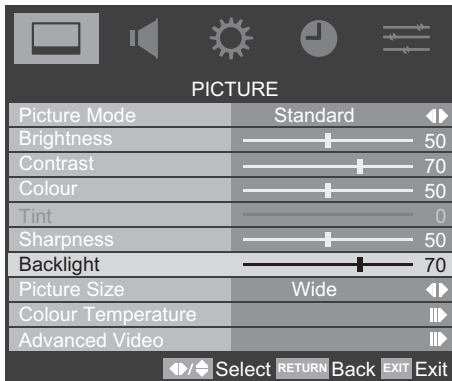 PICTURE
Picture Mode Standard
Brightness 50
Contrast 70
Colour 50
Tint 0
Sharpness 50
Backlight 70
Picture Size Wide
Colour Temperature
Advanced Video
/ Select RETURN Back EXIT Exit